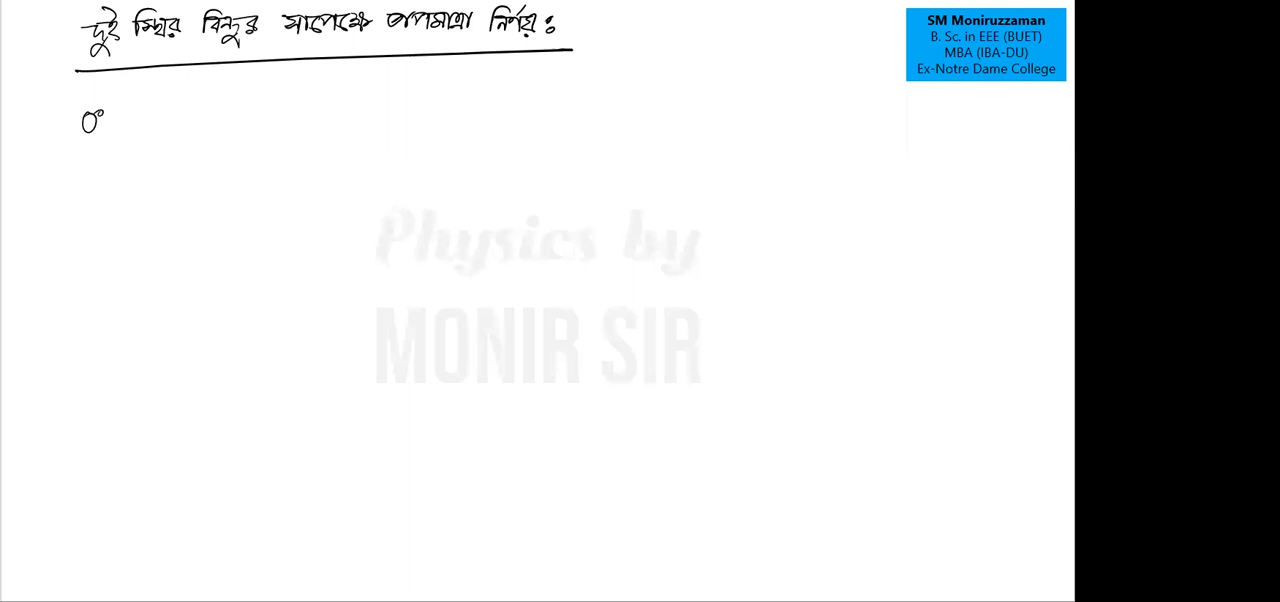 দুই স্থির বিন্দুর সাপেক্ষে তাপমাত্রা নির্ণয়ঃ
0°
SM Moniruzzaman
B. Sc. in EEE (BUET)
MBA (IBA-DU)
Ex-Notre Dame College
Physics by
MONIR SIR